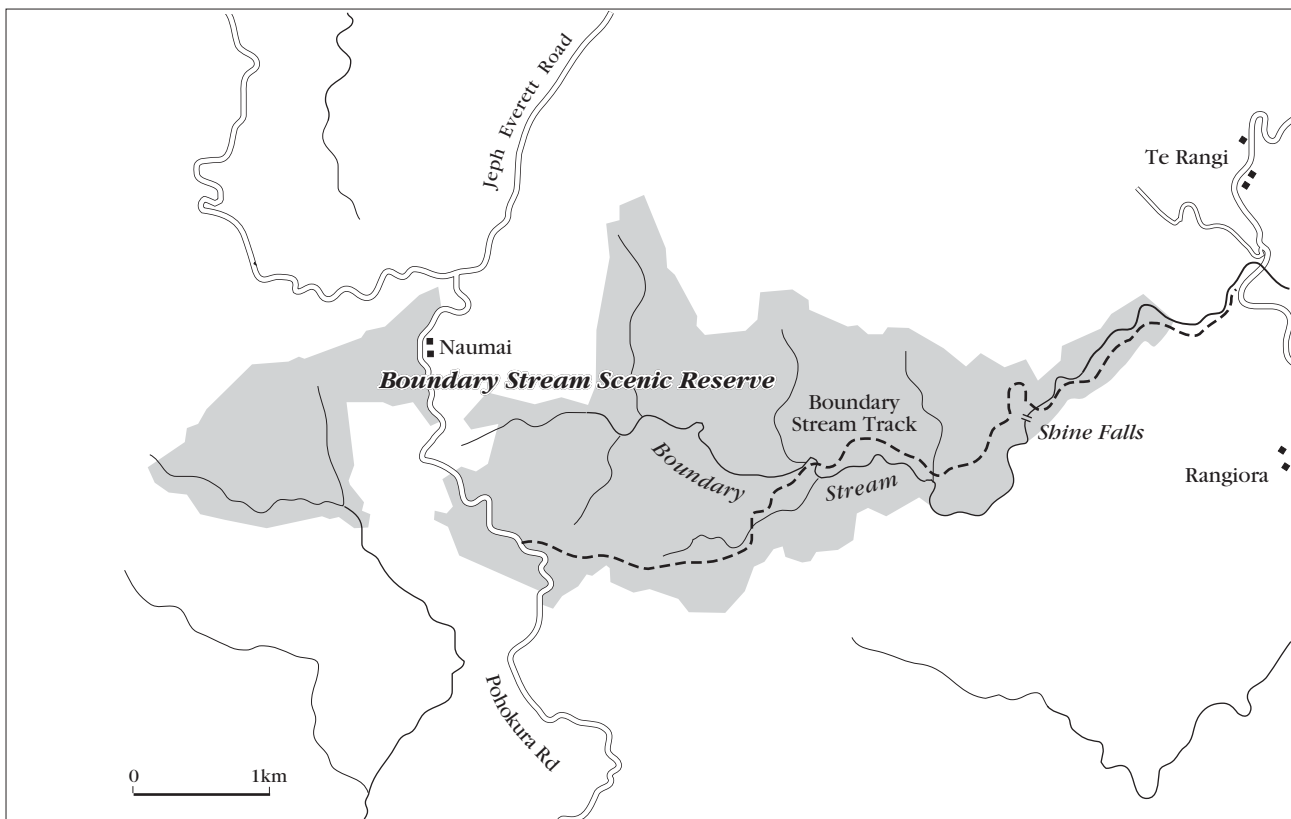 Jeph Everett Road
Te Rangi
Naumai
Boundary Stream Scenic Reserve
Boundary
Stream Track
Shine Falls
Boundary
Stream
Rangiora
Pohokura Rd
0 1km